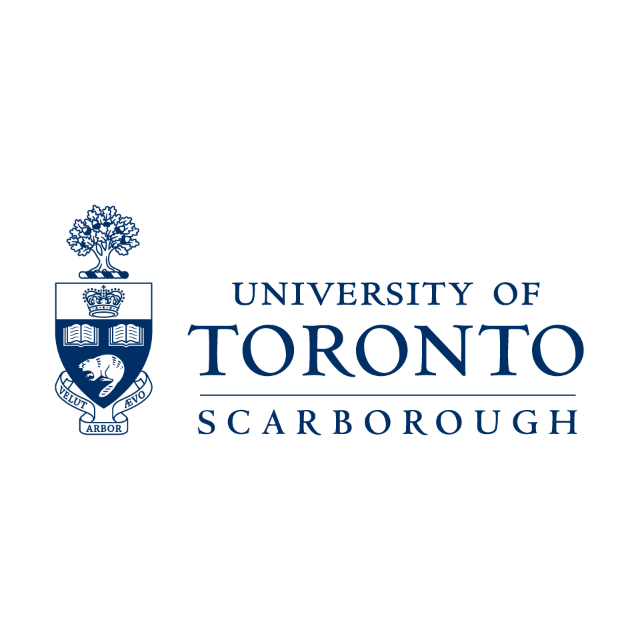 UNIVERSITY OF
TORONTO
SCARBOROUGH
VELUT ARBOR ÆVO